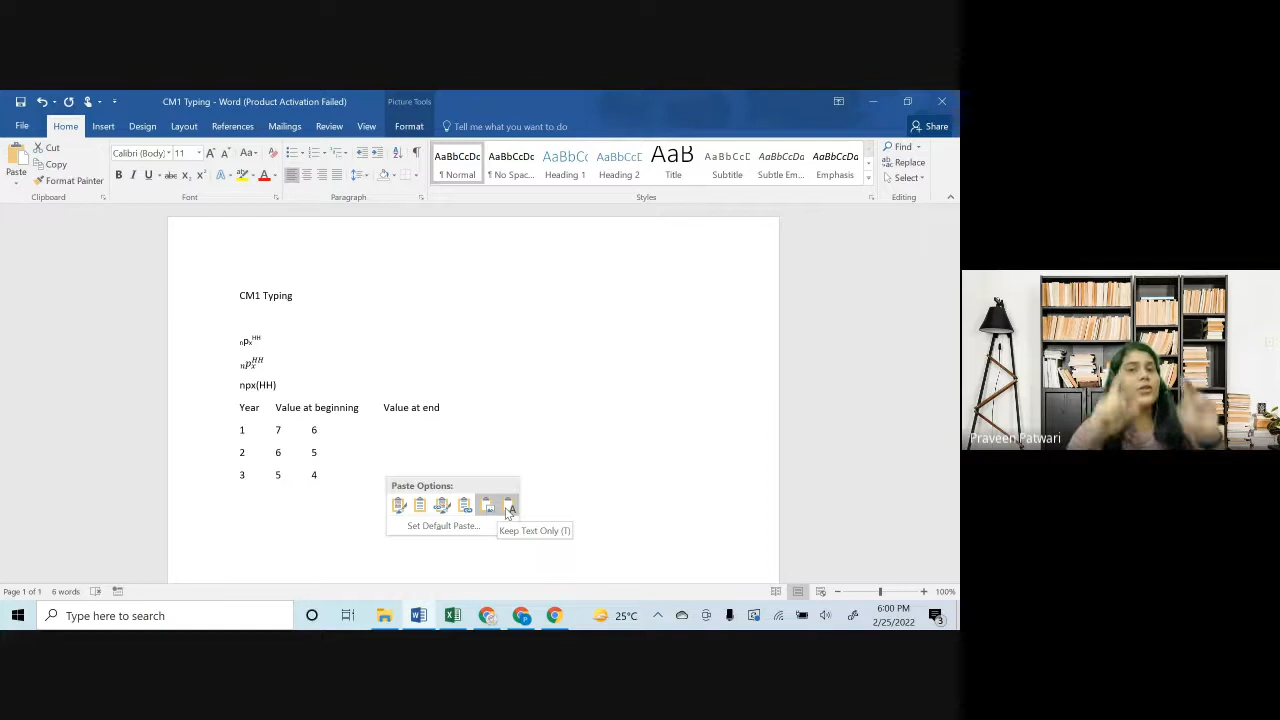 CM1 Typing - Word (Product Activation Failed)
Picture Tools
File Home Insert Design Layout References Mailings Review View Format Tell me what you want to do
Share
Paste
Cut
Copy
Format Painter
Clipboard
Calibri (Body) 11
Font
Paragraph
AaBbCcDc AaBbCcDc AaBbCc AaBbCcE AaB AaBbCcD AaBbCcDa AaBbCcDa
¶ Normal ¶ No Spac... Heading 1 Heading 2 Title Subtitle Subtle Em... Emphasis
Styles
Find
Replace
Select
Editing
CM1 Typing
npxHH
npxHH
npx(HH)
Year Value at beginning Value at end
1 7 6
2 6 5
3 5 4
Paste Options:
Set Default Paste...
Keep Text Only (T)
Praveen Patwari
Page 1 of 1 6 words
100%
Type here to search
25°C
6:00 PM
2/25/2022
3